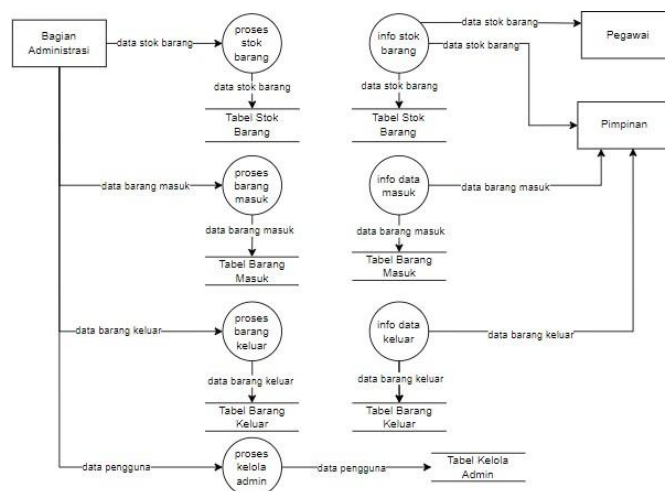 Bagian
Administrasi
data stok barang
proses
stok
barang
info stok
barang
data stok barang
data stok barang
Pegawai
data stok barang
Tabel Stok
Barang
data stok barang
Tabel Stok
Barang
Pimpinan
data barang masuk
proses
barang
masuk
info data
masuk
data barang masuk
data barang masuk
Tabel Barang
Masuk
data barang masuk
Tabel Barang
Masuk
data barang keluar
proses
barang
keluar
info data
keluar
data barang keluar
data barang keluar
Tabel Barang
Keluar
data barang keluar
Tabel Barang
Keluar
data pengguna
proses
kelola
admin
data pengguna
Tabel Kelola
Admin